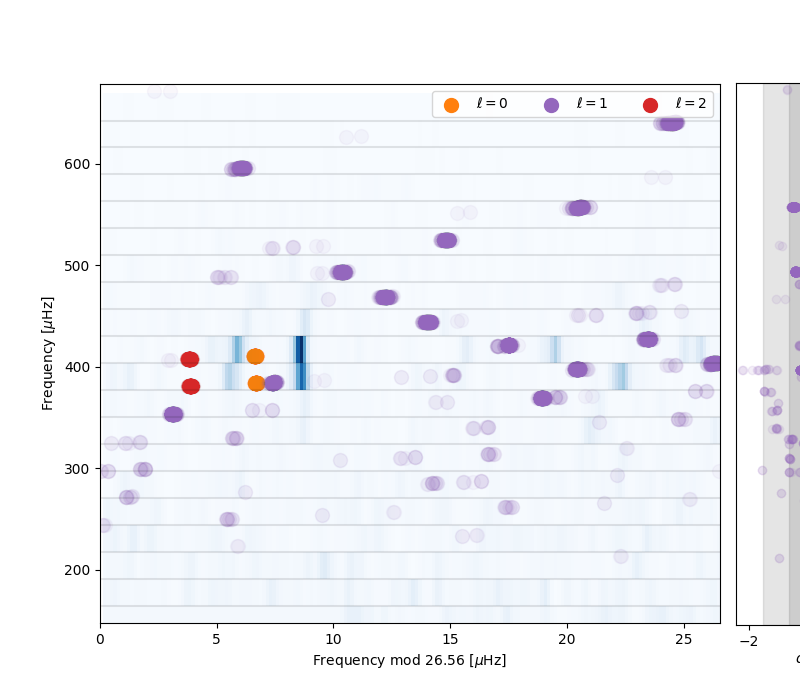 ℓ = 0 ℓ = 1 ℓ = 2
600
500
400
300
200
Frequency [μHz]
0 5 10 15 20 25
Frequency mod 26.56 [μHz]
−2